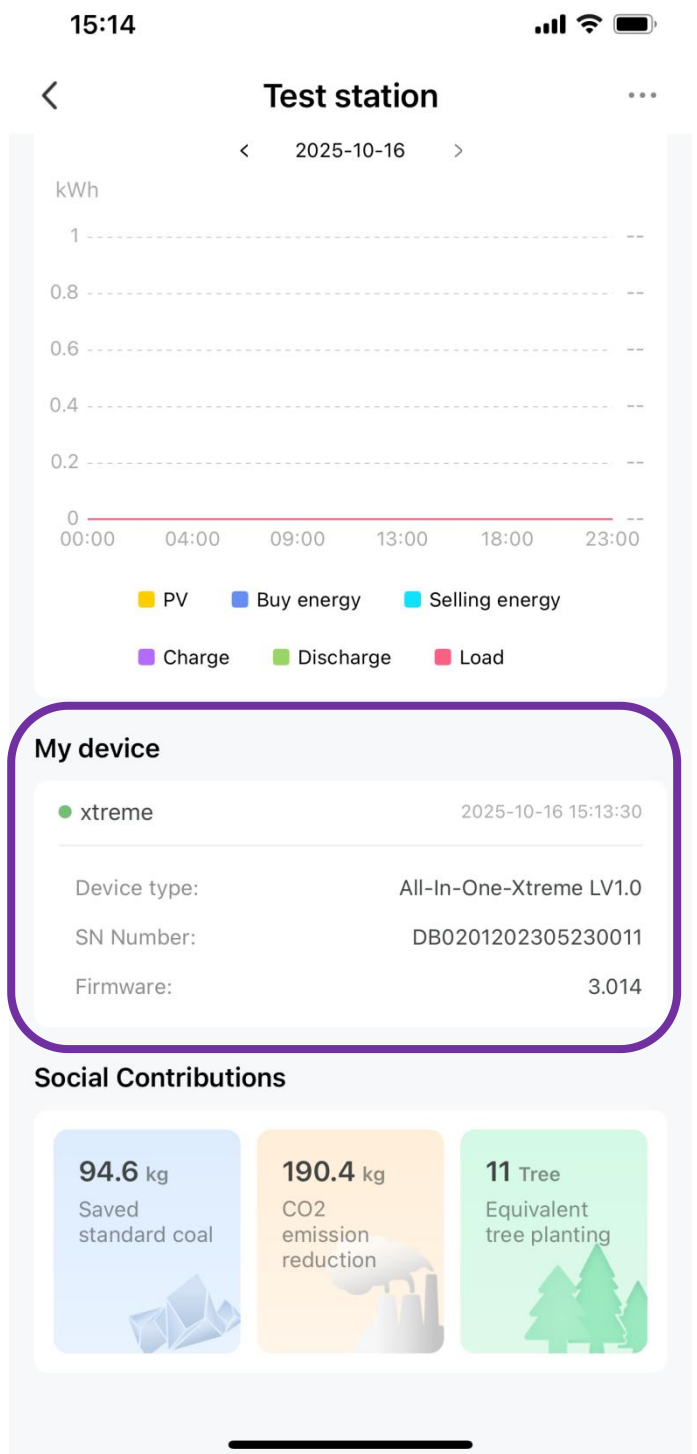 15:14
Test station
2025-10-16
kWh
1 --
0.8 --
0.6 --
0.4 --
0.2 --
0 --
00:00 04:00 09:00 13:00 18:00 23:00
PV Buy energy Selling energy
Charge Discharge Load
My device
xtreme 2025-10-16 15:13:30
Device type: All-In-One-Xtreme LV1.0
SN Number: DB0201202305230011
Firmware: 3.014
Social Contributions
94.6 kg 190.4 kg 11 Tree
Saved CO2 Equivalent
standard coal emission tree planting
reduction